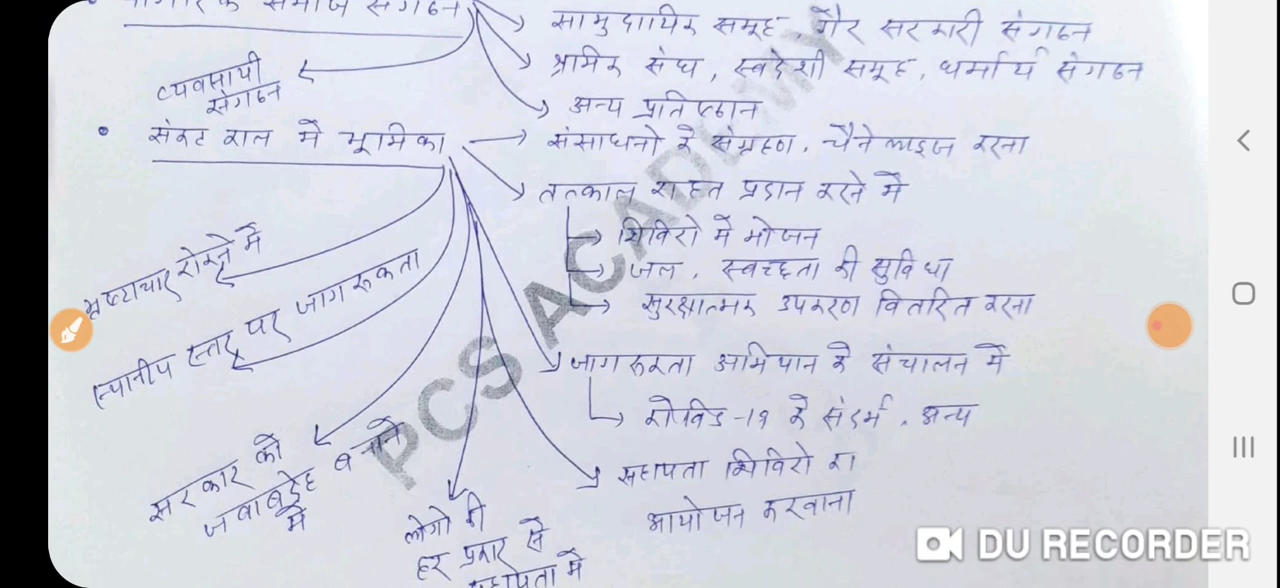 नागरिक समाज संगठन
सामुदायिक समूह, गैर सरकारी संगठन
श्रमिक संघ, स्वदेशी समूह, धर्मार्थ संगठन
अन्य प्रतिष्ठान
व्यवसायी
संगठन
संकट काल में भूमिका
संसाधनो के संग्रहण, चैनेलाइज करना
तत्काल राहत प्रदान करने में
शिविरो में भोजन
जल, स्वच्छता की सुविधा
सुरक्षात्मक उपकरण वितरित करना
जागरूकता अभियान के संचालन में
कोविड-19 के संदर्भ, अन्य
सहायता शिविरो का
आयोजन करवाना
भ्रष्टाचार रोकने में
स्थानीय स्तर पर जागरूकता
सरकार को
जवाबदेह बनाने
में
लोगो की
हर प्रकार से
सहायता में
PCS ACADEMY
DU RECORDER